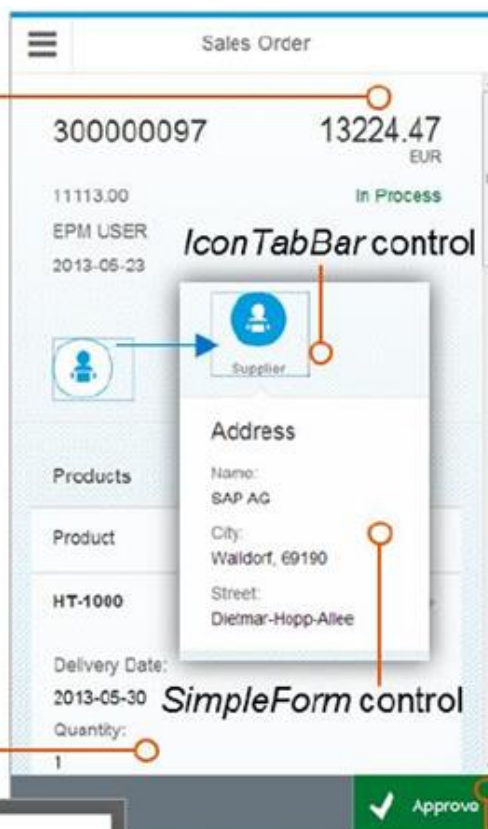 Sales Order
300000097 13224.47
EUR
11113.00 In Process
EPM USER
2013-05-23
IconTabBar control
Supplier
Address
Name:
SAP AG
City:
Walldorf, 69190
Street:
Dietmar-Hopp-Allee
Products
Product
HT-1000
Delivery Date:
2013-05-30
SimpleForm control
Quantity:
1
Approve